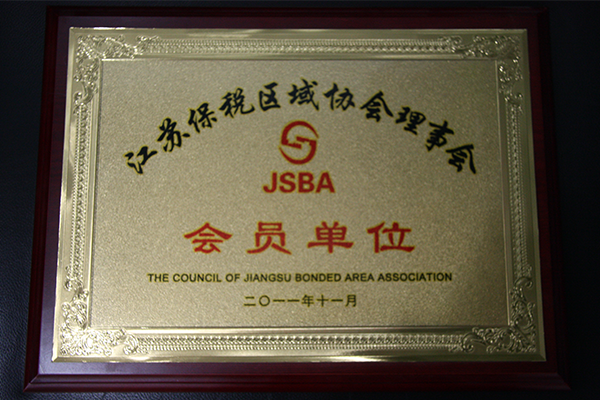 江苏保税区域协会理事会
JSBA
会员单位
THE COUNCIL OF JIANGSU BONDED AREA ASSOCIATION
二〇一一年十一月